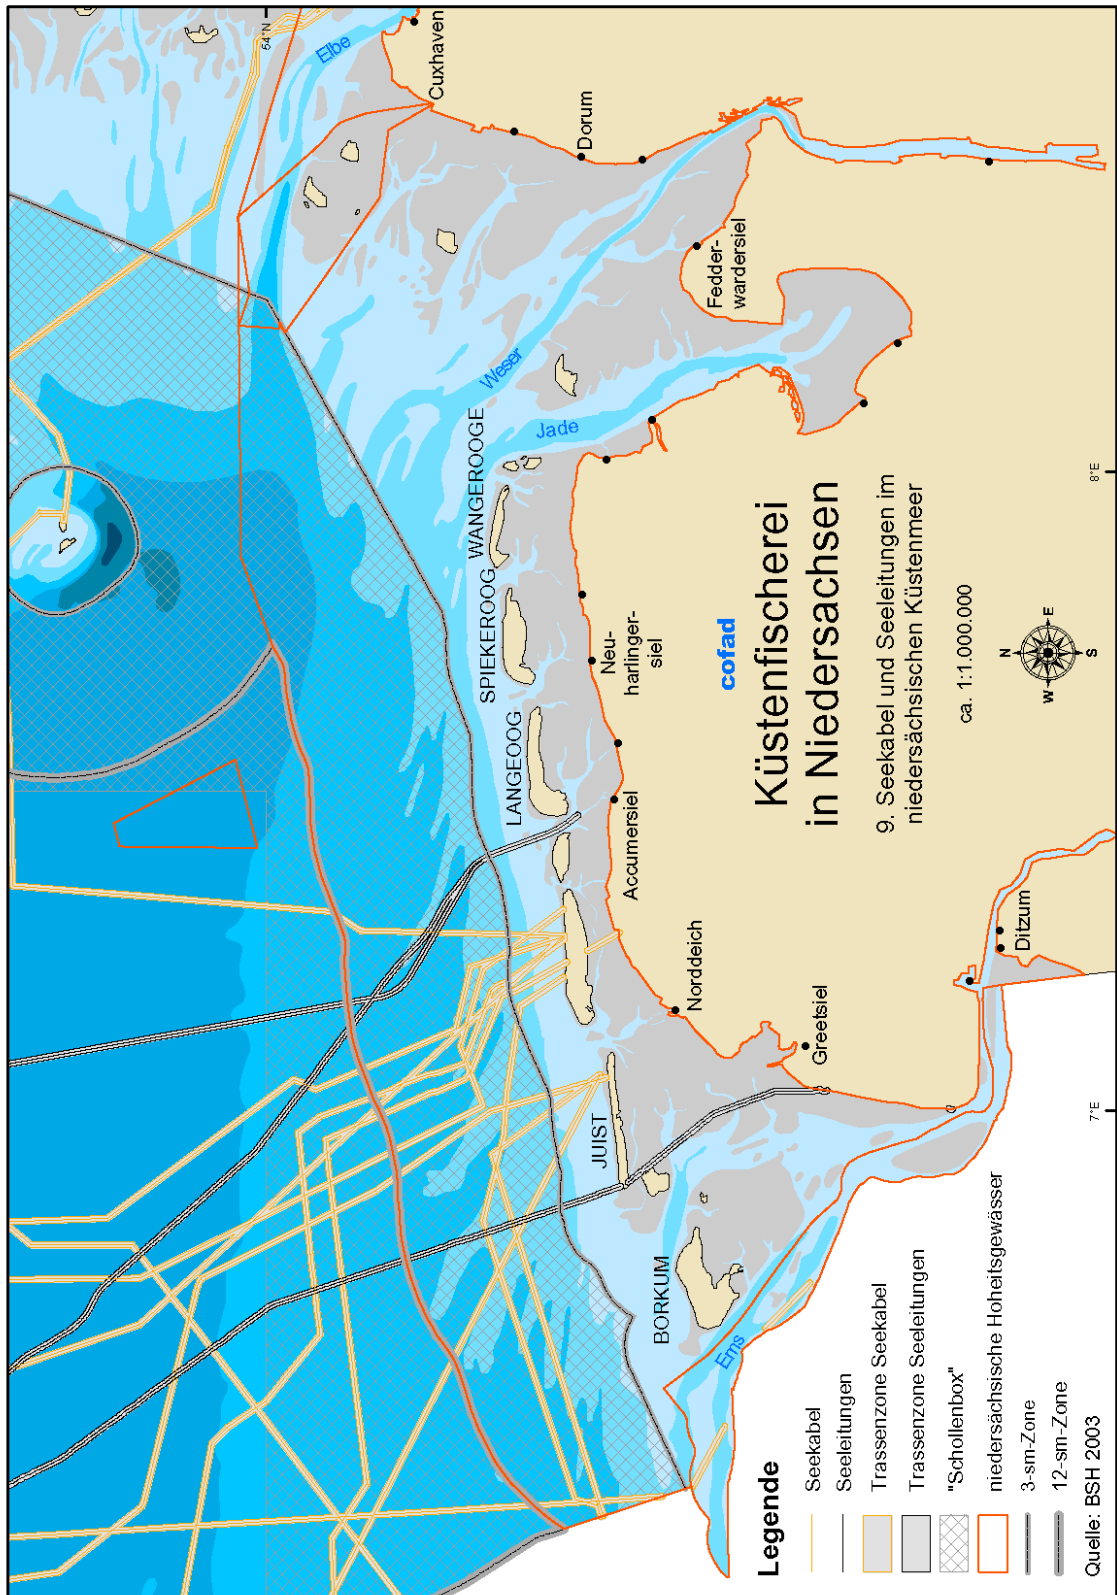 54°N
Elbe
Cuxhaven
Dorum
Fedder-
wardersiel
Weser
Jade
WANGEROOGE
SPIEKEROOG
LANGEOOG
Neu-
harlinger-
siel
Accumersiel
Norddeich
Greetsiel
JUIST
BORKUM
Ems
Ditzum
8°E
7°E
cofad
Küstenfischerei
in Niedersachsen
9. Seekabel und Seeleitungen im
niedersächsischen Küstenmeer
ca. 1:1.000.000
N
W
E
S
Legende
Seekabel
Seeleitungen
Trassenzone Seekabel
Trassenzone Seeleitungen
"Schollenbox"
niedersächsische Hoheitsgewässer
3-sm-Zone
12-sm-Zone
Quelle: BSH 2003